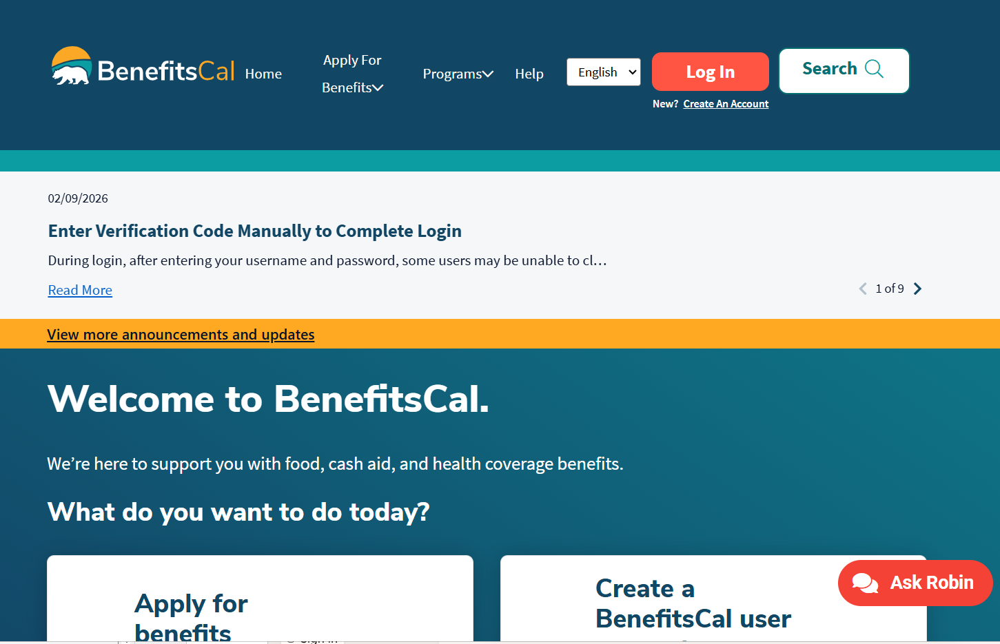 BenefitsCal
Home
Apply For
Benefits
Programs
Help
English
Log In
New? Create An Account
Search
02/09/2026
Enter Verification Code Manually to Complete Login
During login, after entering your username and password, some users may be unable to cl...
Read More
1 of 9
View more announcements and updates
Welcome to BenefitsCal.
We’re here to support you with food, cash aid, and health coverage benefits.
What do you want to do today?
Apply for
benefits
Create a
BenefitsCal user
Ask Robin